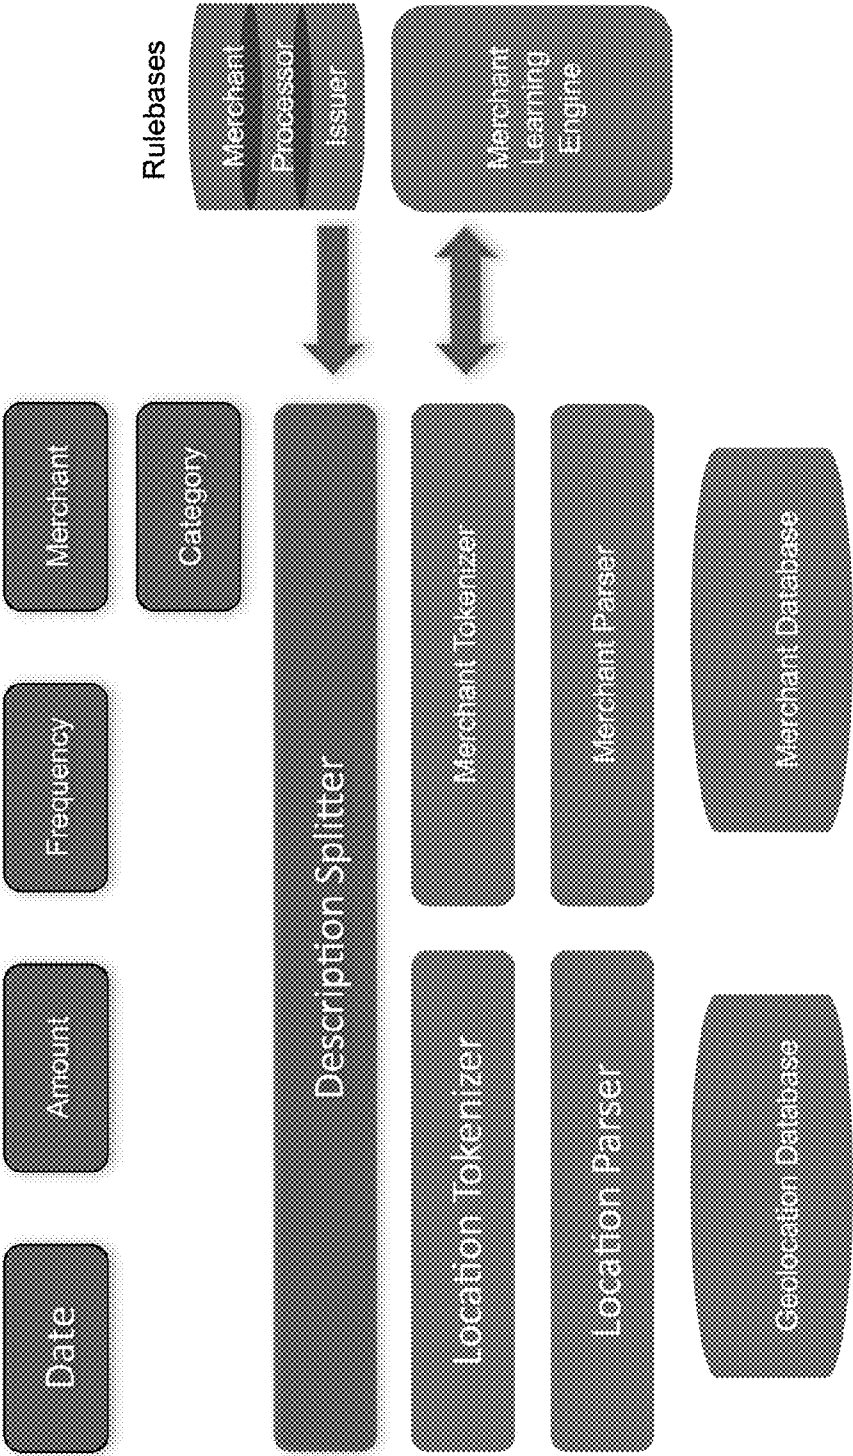 Date
Amount
Frequency
Merchant
Category
Rulebases
Description Splitter
Merchant
Processor
Issuer
Location Tokenizer
Merchant Tokenizer
Merchant
Learning
Engine
Location Parser
Merchant Parser
Geolocation Database
Merchant Database